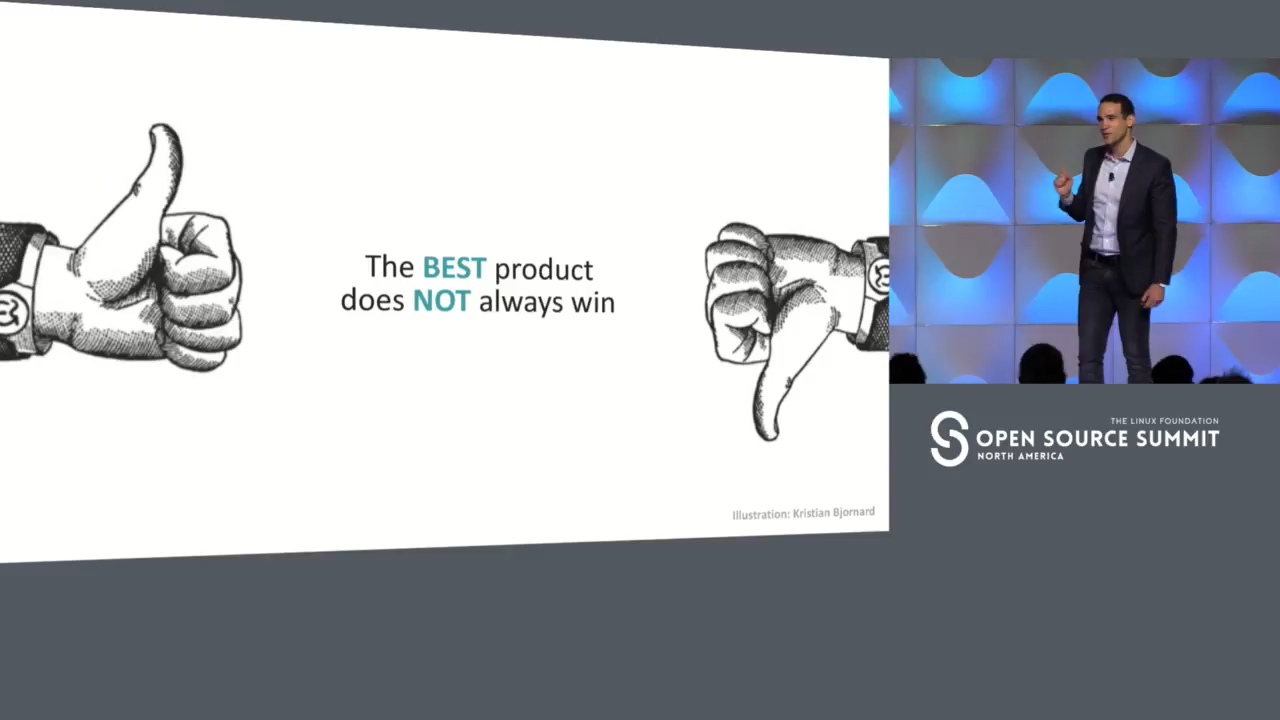 The BEST product
does NOT always win
Illustration: Kristian Bjornard
THE LINUX FOUNDATION
OPEN SOURCE SUMMIT
NORTH AMERICA